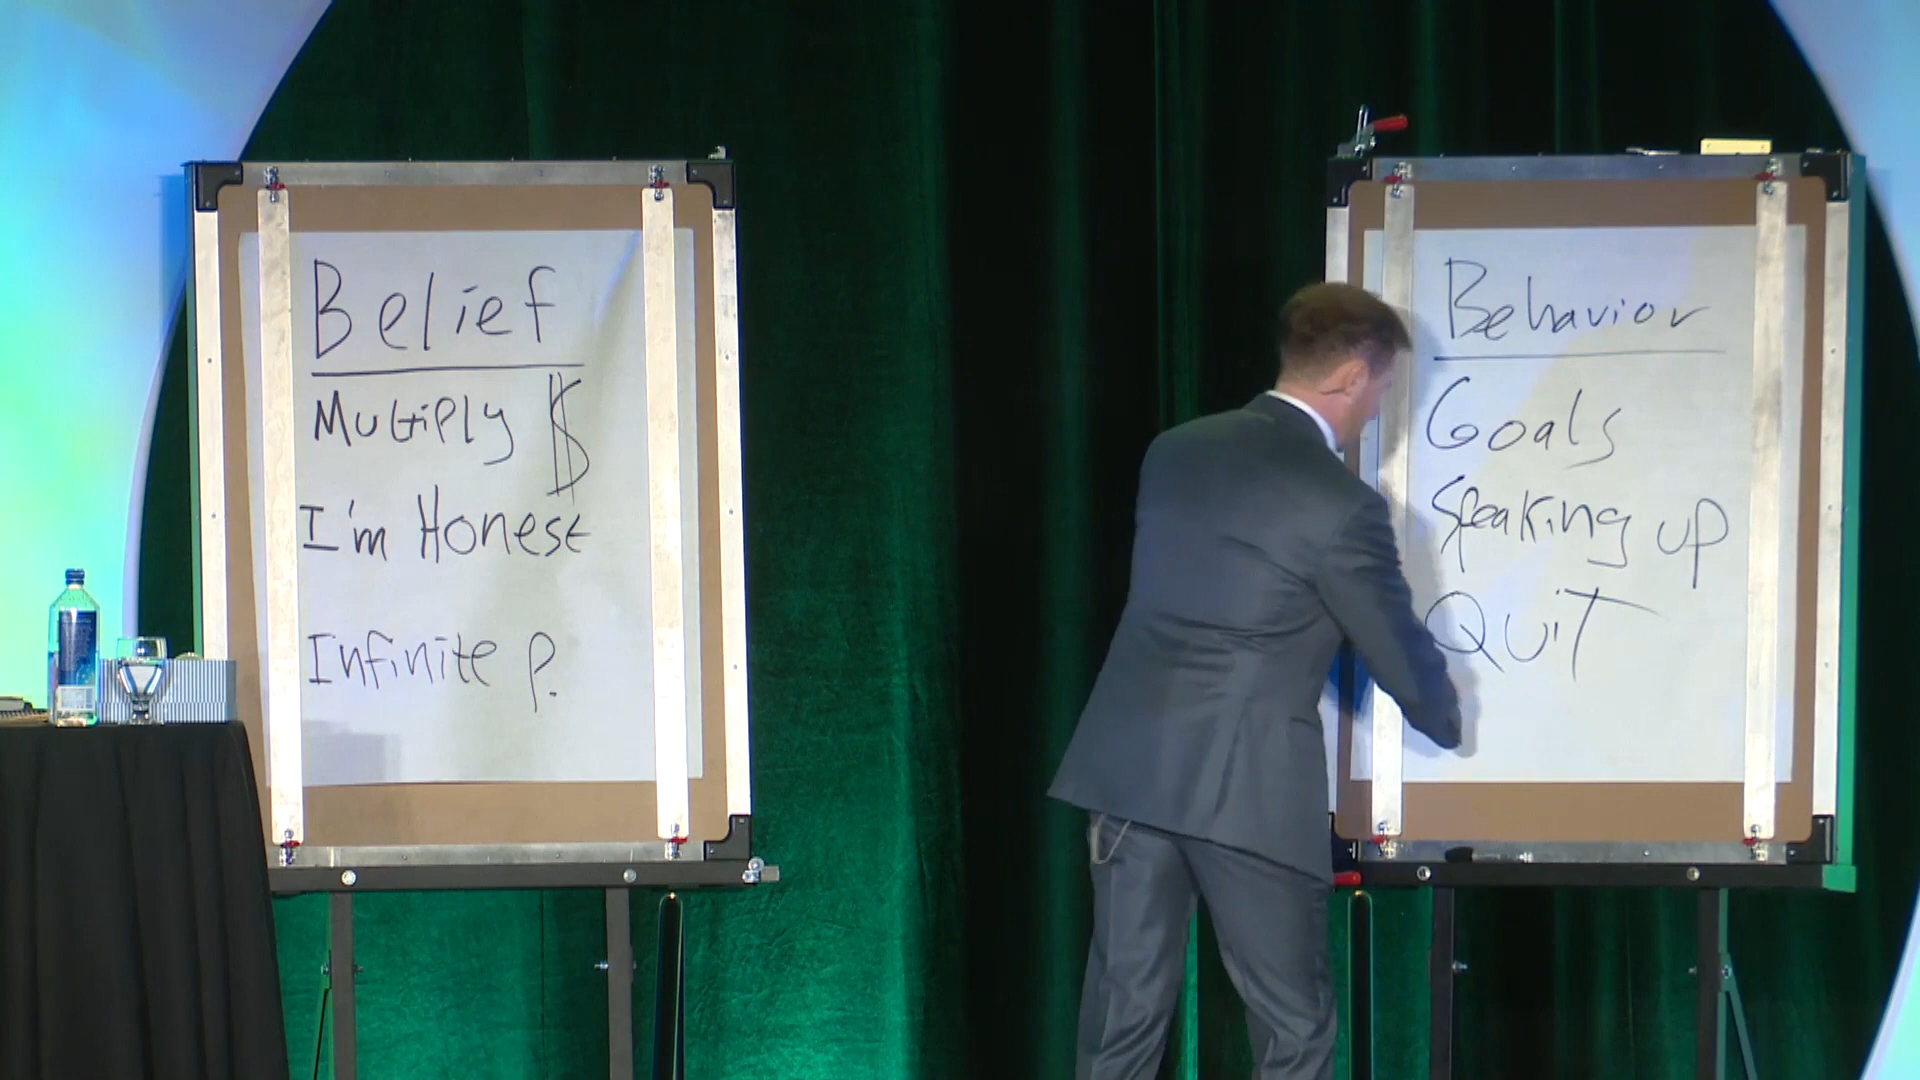 Belief
Multiply $
I'm Honest
Infinite p.
Behavior
Goals
Speaking up
Quit